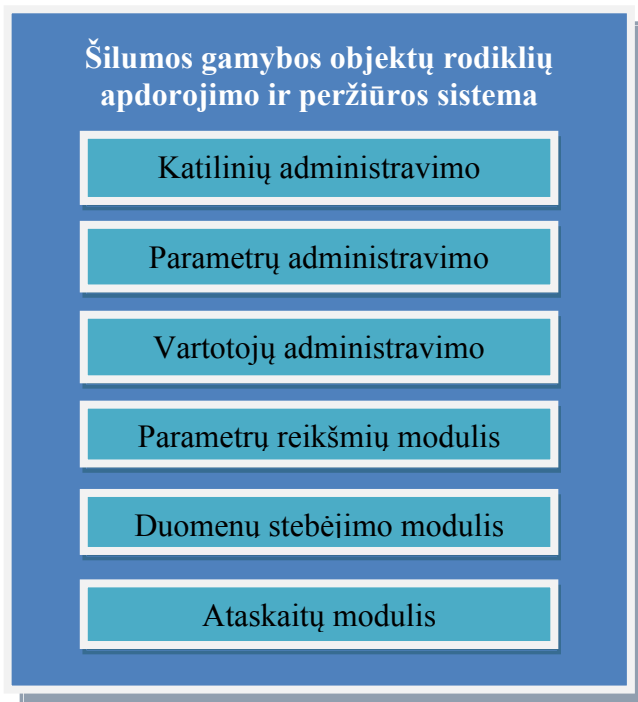 Šilumos gamybos objektų rodiklių
apdorojimo ir peržiūros sistema
Katilinių administravimo
Parametrų administravimo
Vartotojų administravimo
Parametrų reikšmių modulis
Duomenų stebėjimo modulis
Ataskaitų modulis